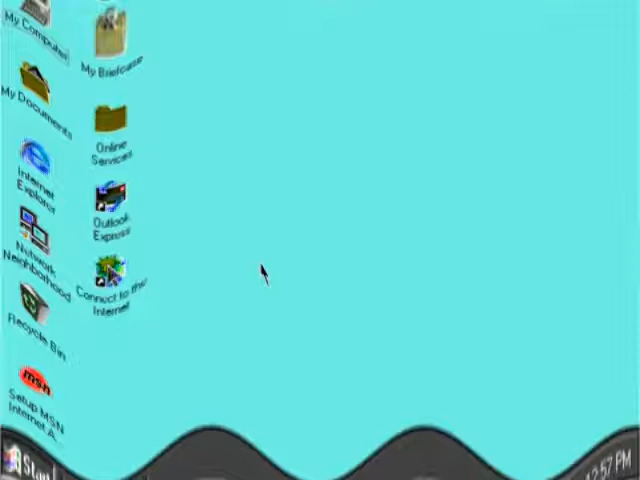 My Computer
My Documents
Internet
Explorer
Network
Neighborhood
Recycle Bin
msn
Setup MSN
Internet A...
My Briefcase
Online
Services
Outlook
Express
Connect to the
Internet
Start
12:57 PM